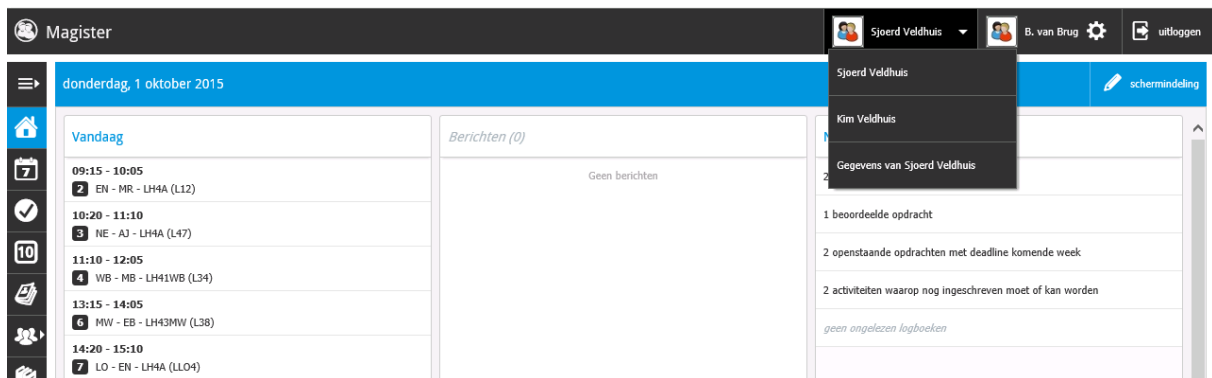 Magister
Sjoerd Veldhuis
B. van Brug
uitloggen
Sjoerd Veldhuis
Kim Veldhuis
Gegevens van Sjoerd Veldhuis
donderdag, 1 oktober 2015
schermindeling
7
10
Vandaag
09:15 - 10:05
2 EN - MR - LH4A (L12)
10:20 - 11:10
3 NE - AJ - LH4A (L47)
11:10 - 12:05
4 WB - MB - LH41WB (L34)
13:15 - 14:05
6 MW - EB - LH43MW (L38)
14:20 - 15:10
7 LO - EN - LH4A (LLO4)
Berichten (0)
Geen berichten
2
1 beoordeelde opdracht
2 openstaande opdrachten met deadline komende week
2 activiteiten waarop nog ingeschreven moet of kan worden
geen ongelezen logboeken